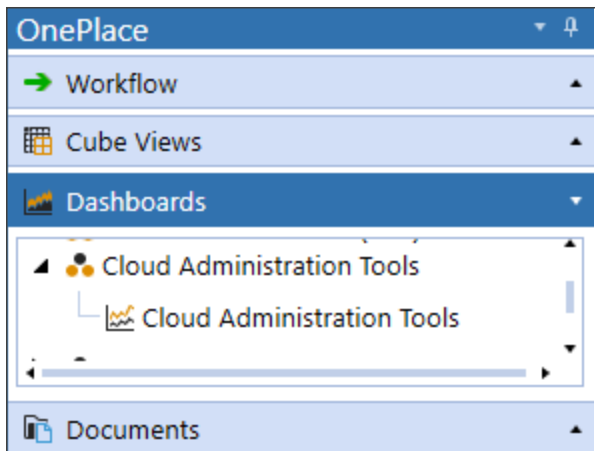 OnePlace
Workflow
Cube Views
Dashboards
Cloud Administration Tools
Cloud Administration Tools
Documents